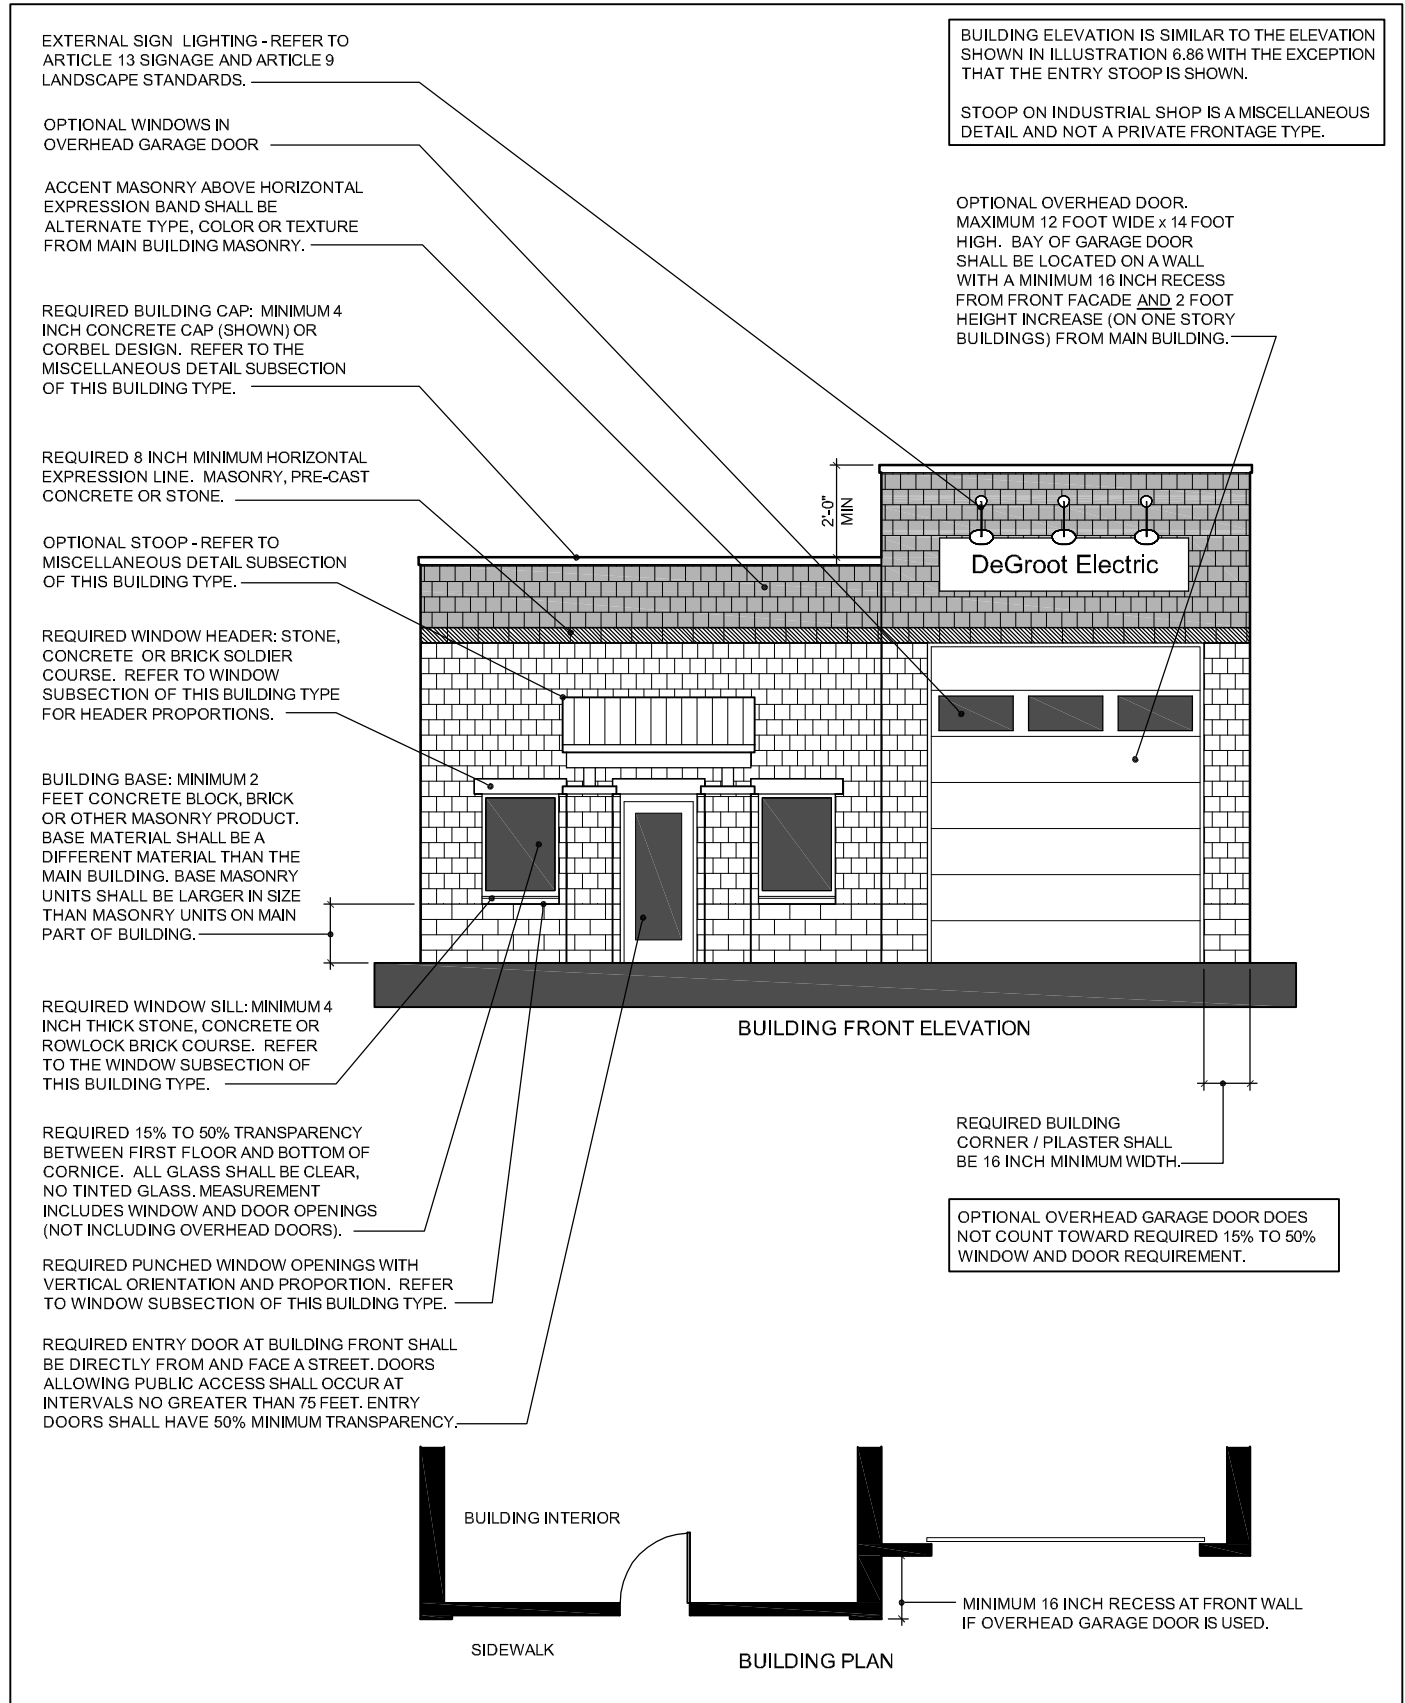 EXTERNAL SIGN LIGHTING - REFER TO
ARTICLE 13 SIGNAGE AND ARTICLE 9
LANDSCAPE STANDARDS.
OPTIONAL WINDOWS IN
OVERHEAD GARAGE DOOR
ACCENT MASONRY ABOVE HORIZONTAL
EXPRESSION BAND SHALL BE
ALTERNATE TYPE, COLOR OR TEXTURE
FROM MAIN BUILDING MASONRY.
REQUIRED BUILDING CAP: MINIMUM 4
INCH CONCRETE CAP (SHOWN) OR
CORBEL DESIGN. REFER TO THE
MISCELLANEOUS DETAIL SUBSECTION
OF THIS BUILDING TYPE.
REQUIRED 8 INCH MINIMUM HORIZONTAL
EXPRESSION LINE. MASONRY, PRE-CAST
CONCRETE OR STONE.
OPTIONAL STOOP - REFER TO
MISCELLANEOUS DETAIL SUBSECTION
OF THIS BUILDING TYPE.
REQUIRED WINDOW HEADER: STONE,
CONCRETE OR BRICK SOLDIER
COURSE. REFER TO WINDOW
SUBSECTION OF THIS BUILDING TYPE
FOR HEADER PROPORTIONS.
BUILDING BASE: MINIMUM 2
FEET CONCRETE BLOCK, BRICK
OR OTHER MASONRY PRODUCT.
BASE MATERIAL SHALL BE A
DIFFERENT MATERIAL THAN THE
MAIN BUILDING. BASE MASONRY
UNITS SHALL BE LARGER IN SIZE
THAN MASONRY UNITS ON MAIN
PART OF BUILDING.
REQUIRED WINDOW SILL: MINIMUM 4
INCH THICK STONE, CONCRETE OR
ROWLOCK BRICK COURSE. REFER
TO THE WINDOW SUBSECTION OF
THIS BUILDING TYPE.
REQUIRED 15% TO 50% TRANSPARENCY
BETWEEN FIRST FLOOR AND BOTTOM OF
CORNICE. ALL GLASS SHALL BE CLEAR,
NO TINTED GLASS. MEASUREMENT
INCLUDES WINDOW AND DOOR OPENINGS
(NOT INCLUDING OVERHEAD DOORS).
REQUIRED PUNCHED WINDOW OPENINGS WITH
VERTICAL ORIENTATION AND PROPORTION. REFER
TO WINDOW SUBSECTION OF THIS BUILDING TYPE.
REQUIRED ENTRY DOOR AT BUILDING FRONT SHALL
BE DIRECTLY FROM AND FACE A STREET. DOORS
ALLOWING PUBLIC ACCESS SHALL OCCUR AT
INTERVALS NO GREATER THAN 75 FEET. ENTRY
DOORS SHALL HAVE 50% MINIMUM TRANSPARENCY.
BUILDING ELEVATION IS SIMILAR TO THE ELEVATION
SHOWN IN ILLUSTRATION 6.86 WITH THE EXCEPTION
THAT THE ENTRY STOOP IS SHOWN.
STOOP ON INDUSTRIAL SHOP IS A MISCELLANEOUS
DETAIL AND NOT A PRIVATE FRONTAGE TYPE.
OPTIONAL OVERHEAD DOOR.
MAXIMUM 12 FOOT WIDE x 14 FOOT
HIGH. BAY OF GARAGE DOOR
SHALL BE LOCATED ON A WALL
WITH A MINIMUM 16 INCH RECESS
FROM FRONT FACADE AND 2 FOOT
HEIGHT INCREASE (ON ONE STORY
BUILDINGS) FROM MAIN BUILDING.
2'-0"
MIN
DeGroot Electric
BUILDING FRONT ELEVATION
REQUIRED BUILDING
CORNER / PILASTER SHALL
BE 16 INCH MINIMUM WIDTH.
OPTIONAL OVERHEAD GARAGE DOOR DOES
NOT COUNT TOWARD REQUIRED 15% TO 50%
WINDOW AND DOOR REQUIREMENT.
BUILDING INTERIOR
MINIMUM 16 INCH RECESS AT FRONT WALL
IF OVERHEAD GARAGE DOOR IS USED.
SIDEWALK
BUILDING PLAN